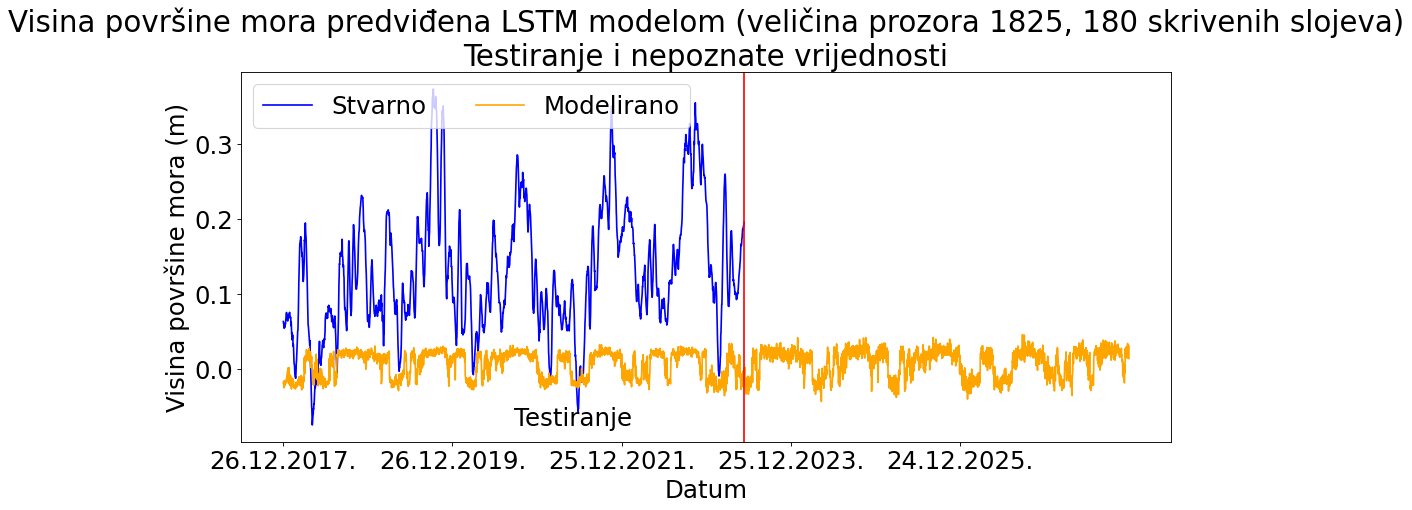 Visina površine mora predviđena LSTM modelom (veličina prozora 1825, 180 skrivenih slojeva)
Testiranje i nepoznate vrijednosti
Stvarno
Modelirano
Visina površine mora (m)
0.3
0.2
0.1
0.0
Testiranje
26.12.2017.
26.12.2019.
25.12.2021.
25.12.2023.
24.12.2025.
Datum